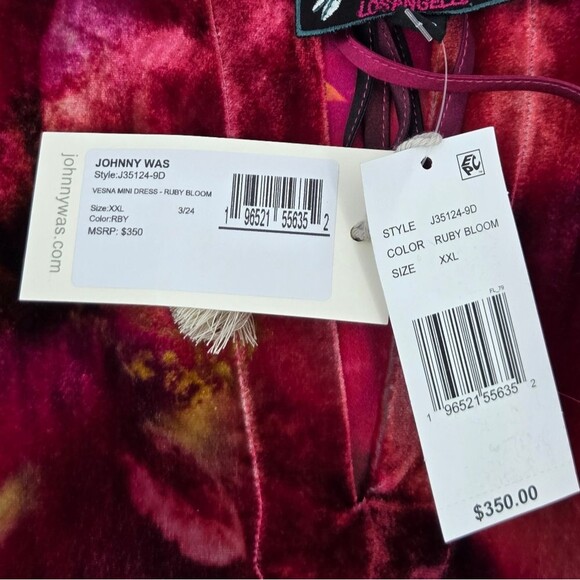 LOS ANGELES
johnnywas.com
JOHNNY WAS
Style:J35124-9D
VESNA MINI DRESS - RUBY BLOOM
Size:XXL 3/24
Color:RBY
MSRP: $350
1 96521 55635 2
EPC
STYLE J35124-9D
COLOR RUBY BLOOM
SIZE XXL
FL_79
1 96521 55635 2
$350.00